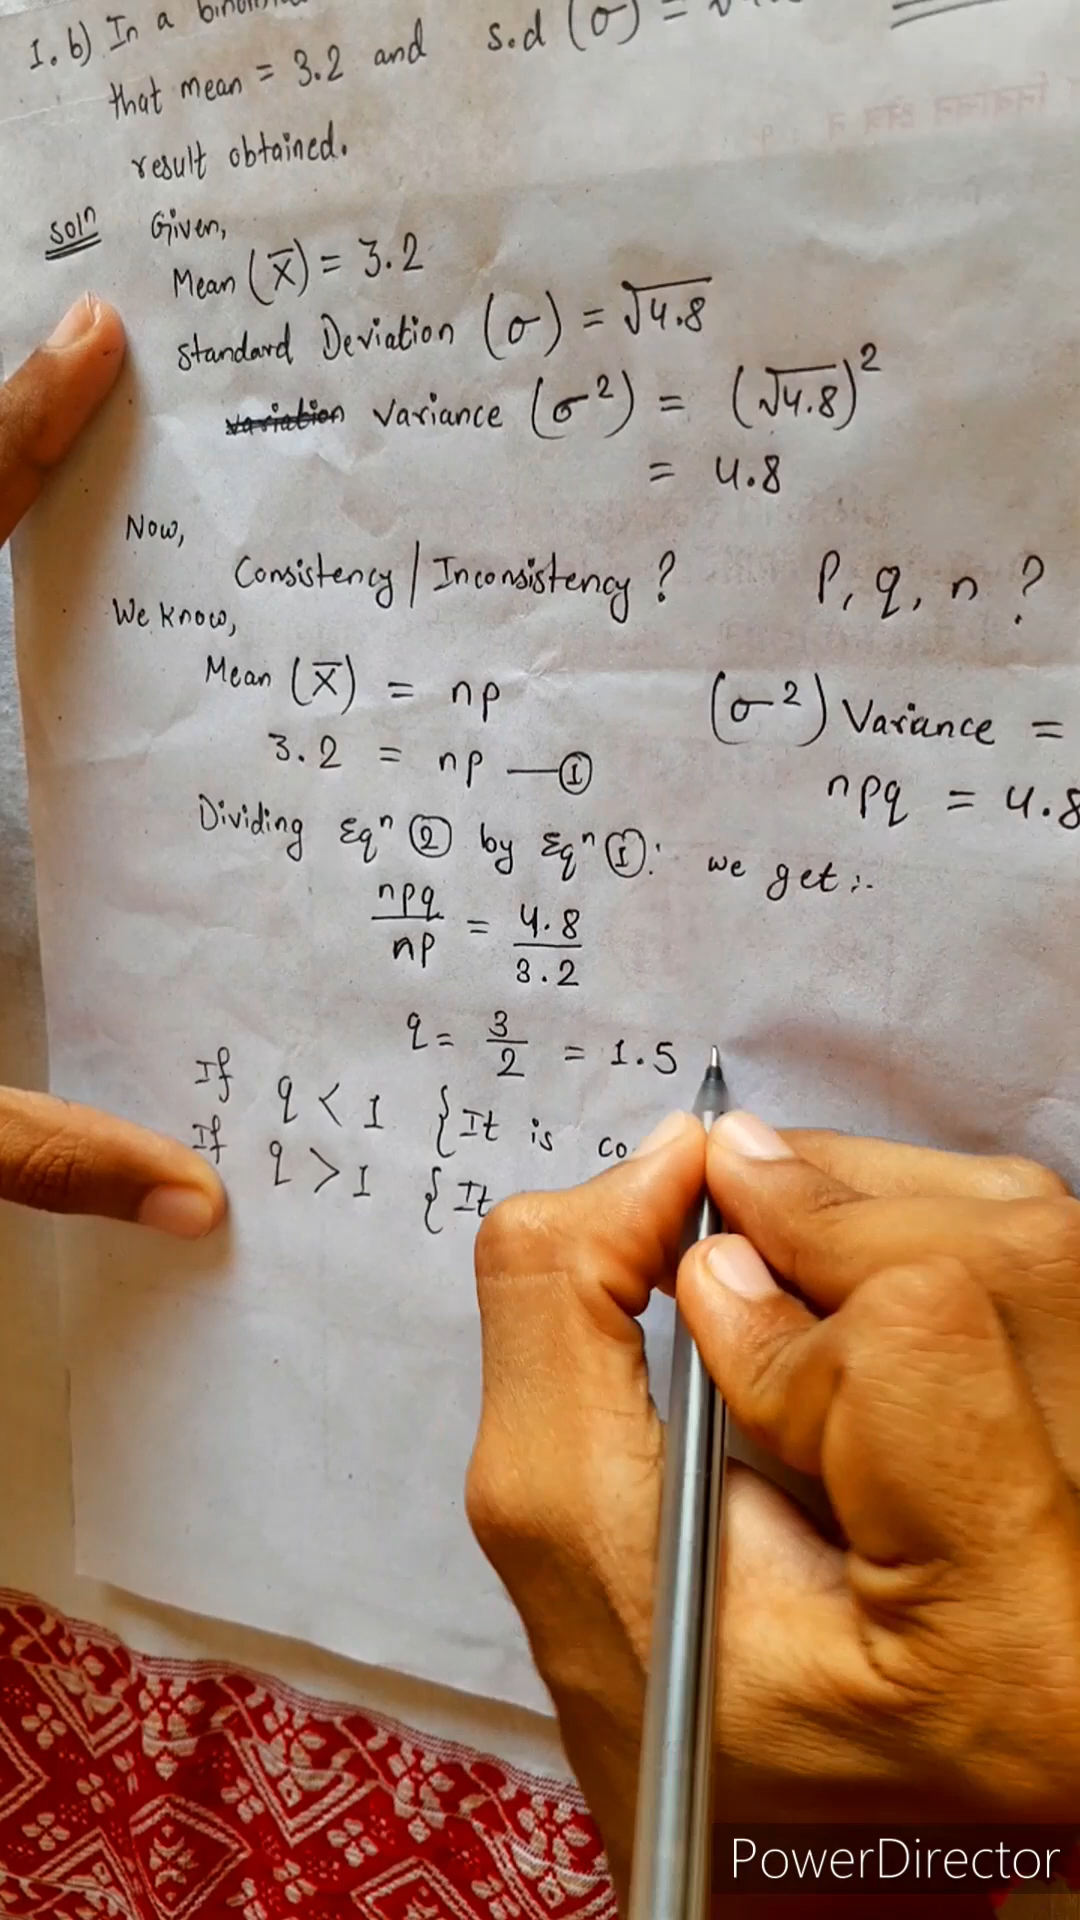 1. b) In a
that mean = 3.2 and s.d (σ) =
result obtained.
Soln Given,
Mean (X̅) = 3.2
Standard Deviation (σ) = √4.8
variation variance (σ²) = (√4.8)²
= 4.8
Now,
Consistency / Inconsistency ? P, q, n ?
We know,
Mean (X̅) = np (σ²) Variance =
3.2 = np —① npq = 4.8
Dividing Eqⁿ ② by Eqⁿ ①: we get :-
npq/np = 4.8/3.2
q = 3/2 = 1.5
If q < 1 {It is
If q > 1 {It
PowerDirector